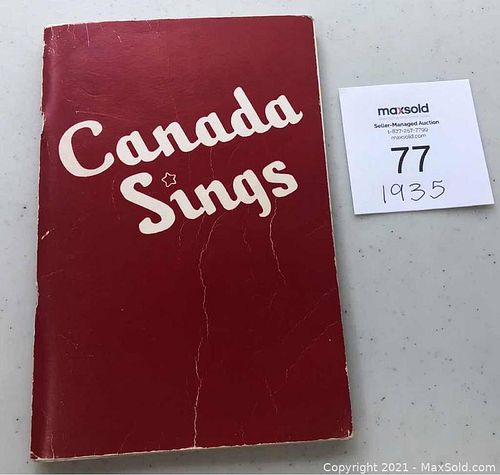 Canada
Sings
maxsold
Seller-Managed Auction
1-877-257-7799
maxsold.com
77
1935
Copyright 2021 - MaxSold.com